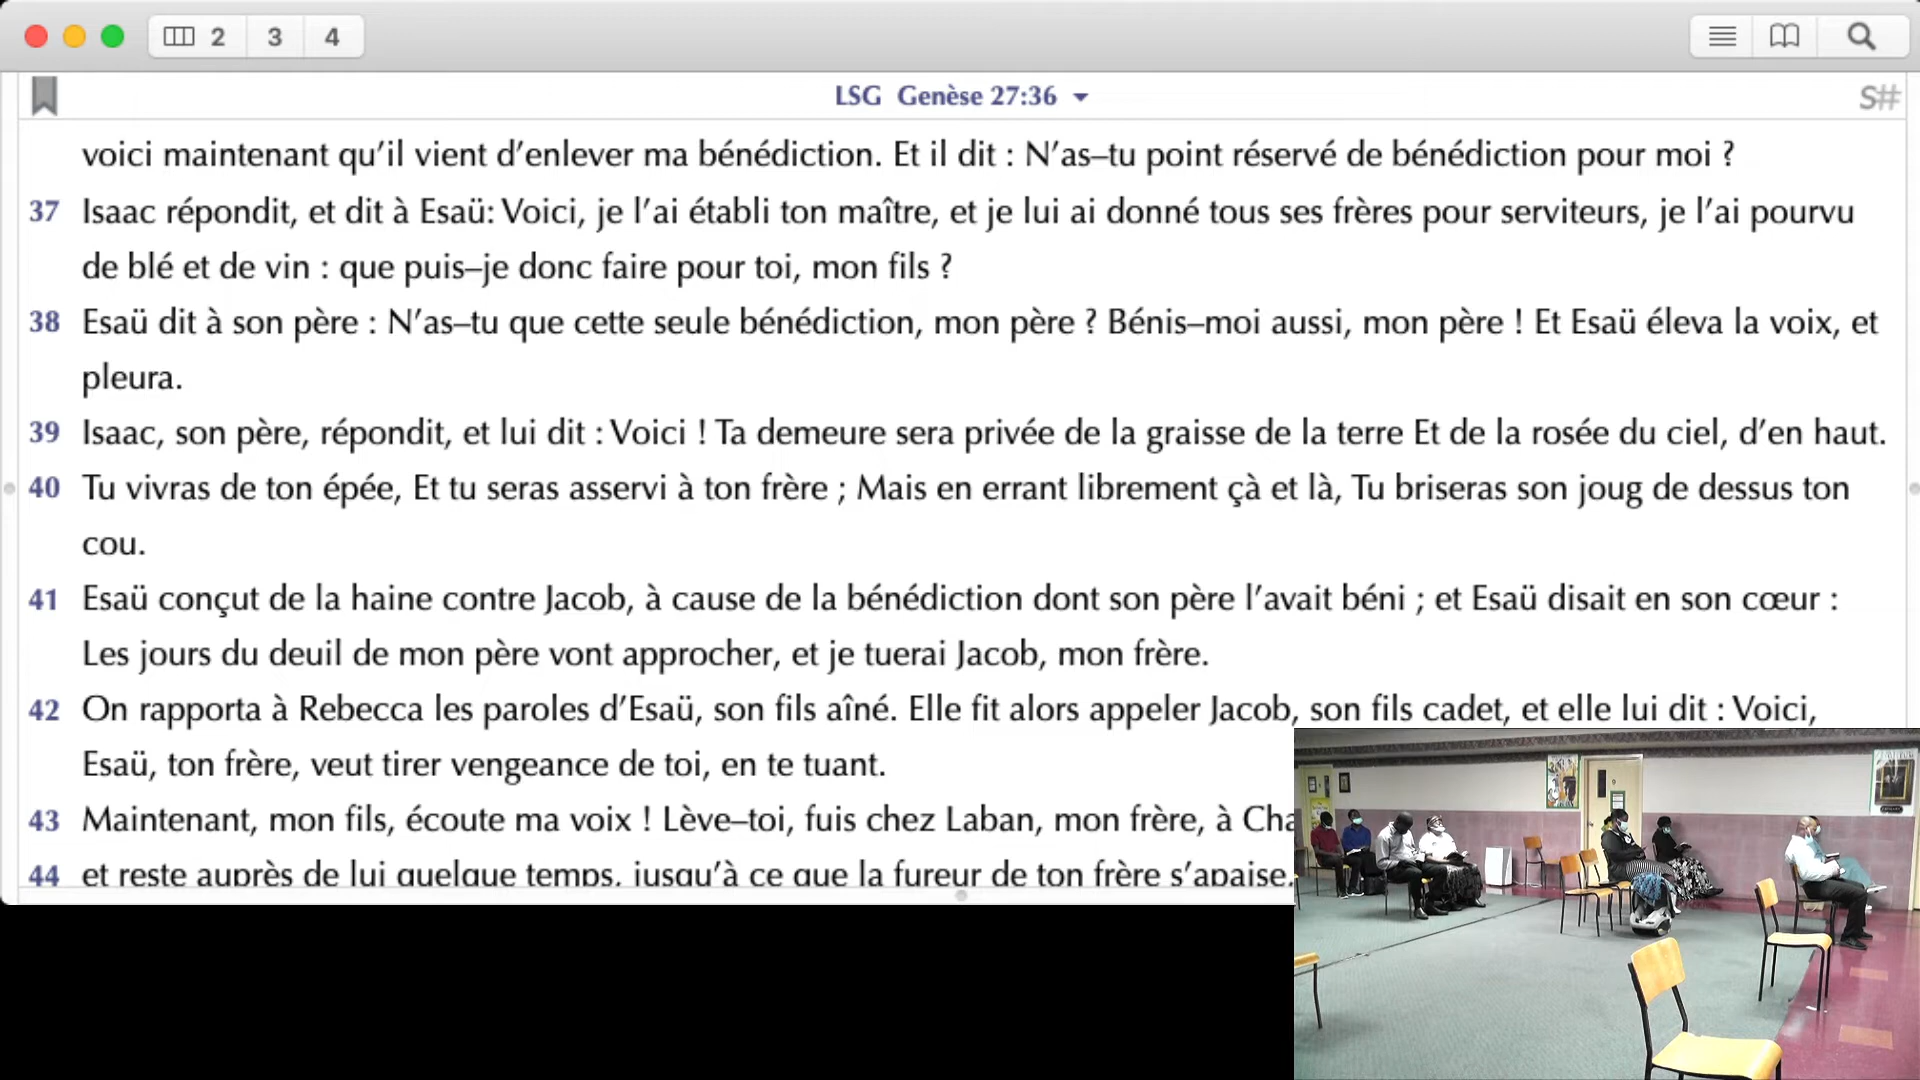 2 3 4
LSG Genèse 27:36
S#
voici maintenant qu’il vient d’enlever ma bénédiction. Et il dit : N’as–tu point réservé de bénédiction pour moi ?
37 Isaac répondit, et dit à Esaü: Voici, je l’ai établi ton maître, et je lui ai donné tous ses frères pour serviteurs, je l’ai pourvu
de blé et de vin : que puis–je donc faire pour toi, mon fils ?
38 Esaü dit à son père : N’as–tu que cette seule bénédiction, mon père ? Bénis–moi aussi, mon père ! Et Esaü éleva la voix, et
pleura.
39 Isaac, son père, répondit, et lui dit : Voici ! Ta demeure sera privée de la graisse de la terre Et de la rosée du ciel, d’en haut.
40 Tu vivras de ton épée, Et tu seras asservi à ton frère ; Mais en errant librement çà et là, Tu briseras son joug de dessus ton
cou.
41 Esaü conçut de la haine contre Jacob, à cause de la bénédiction dont son père l’avait béni ; et Esaü disait en son cœur :
Les jours du deuil de mon père vont approcher, et je tuerai Jacob, mon frère.
42 On rapporta à Rebecca les paroles d’Esaü, son fils aîné. Elle fit alors appeler Jacob, son fils cadet, et elle lui dit : Voici,
Esaü, ton frère, veut tirer vengeance de toi, en te tuant.
43 Maintenant, mon fils, écoute ma voix ! Lève–toi, fuis chez Laban, mon frère, à Cha
44 et reste auprès de lui quelque temps, jusqu’à ce que la fureur de ton frère s’apaise,